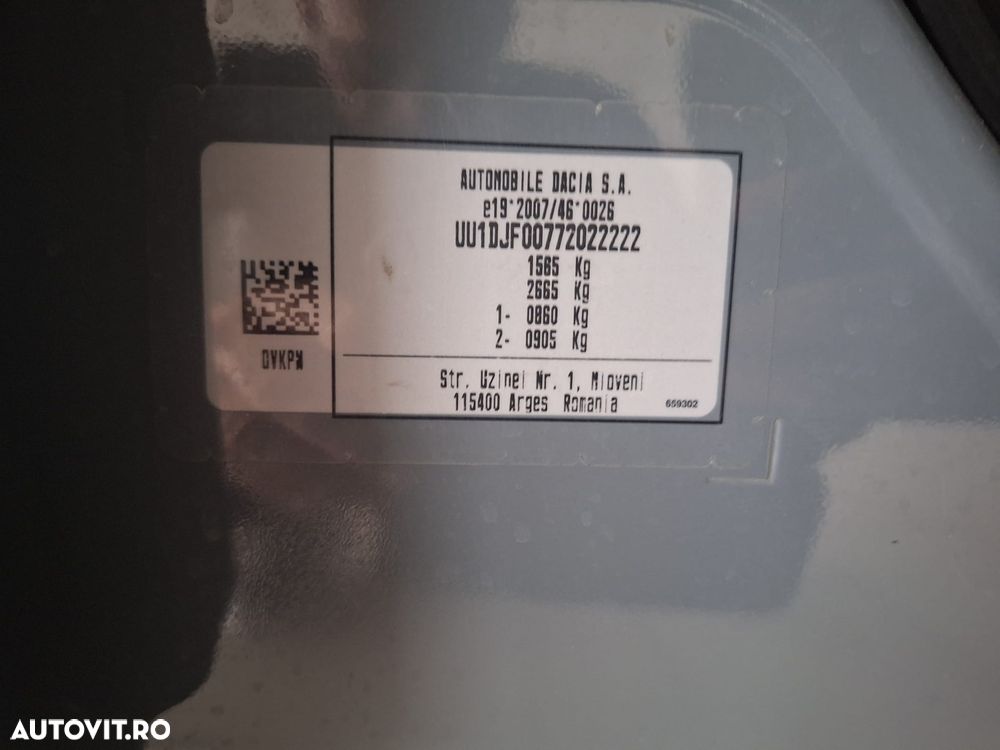 AUTOMOBILE DACIA S.A.
e19*2007/46*0026
UU1DJF00772022222
1565 Kg
2665 Kg
1- 0860 Kg
2- 0905 Kg
DVKPW
Str. Uzinei Nr. 1, Mioveni
115400 Arges Romania
659302
AUTOVIT.RO